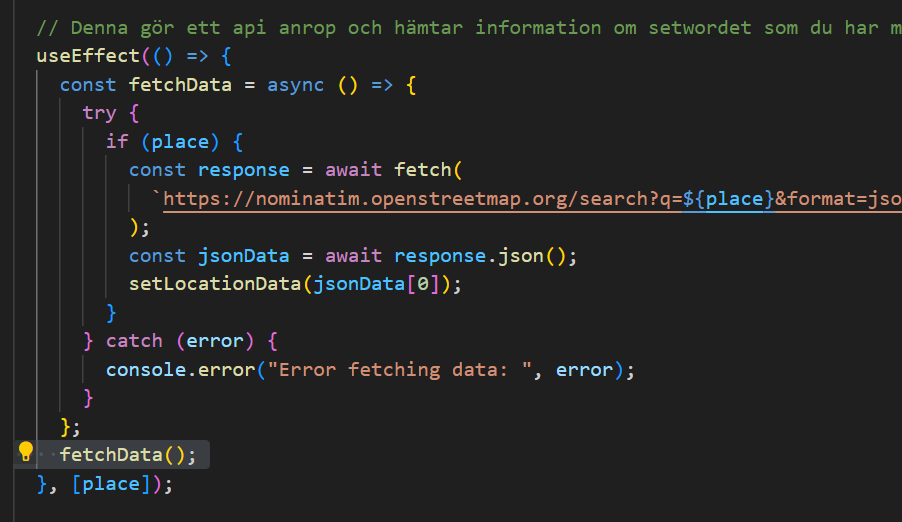 // Denna gör ett api anrop och hämtar information om setwordet som du har m
useEffect(() => {
const fetchData = async () => {
try {
if (place) {
const response = await fetch(
`https://nominatim.openstreetmap.org/search?q=${place}&format=jso
);
const jsonData = await response.json();
setLocationData(jsonData[0]);
}
} catch (error) {
console.error("Error fetching data: ", error);
}
};
fetchData();
}, [place]);